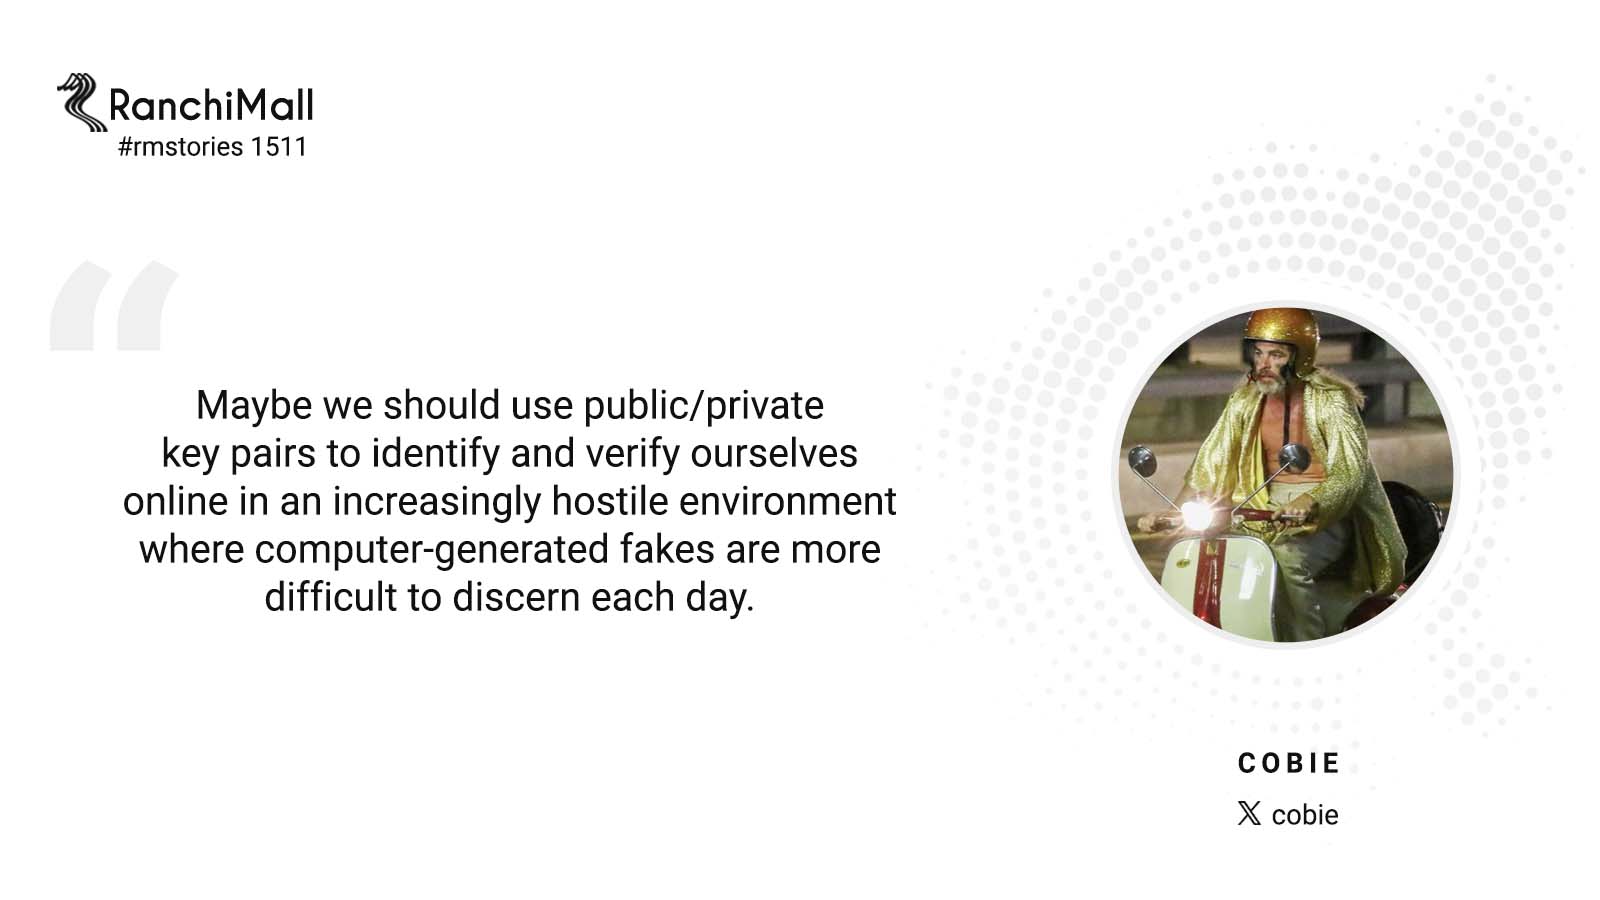 RanchiMall
#rmstories 1511
“
Maybe we should use public/private
key pairs to identify and verify ourselves
online in an increasingly hostile environment
where computer-generated fakes are more
difficult to discern each day.
COBIE
𝕏 cobie